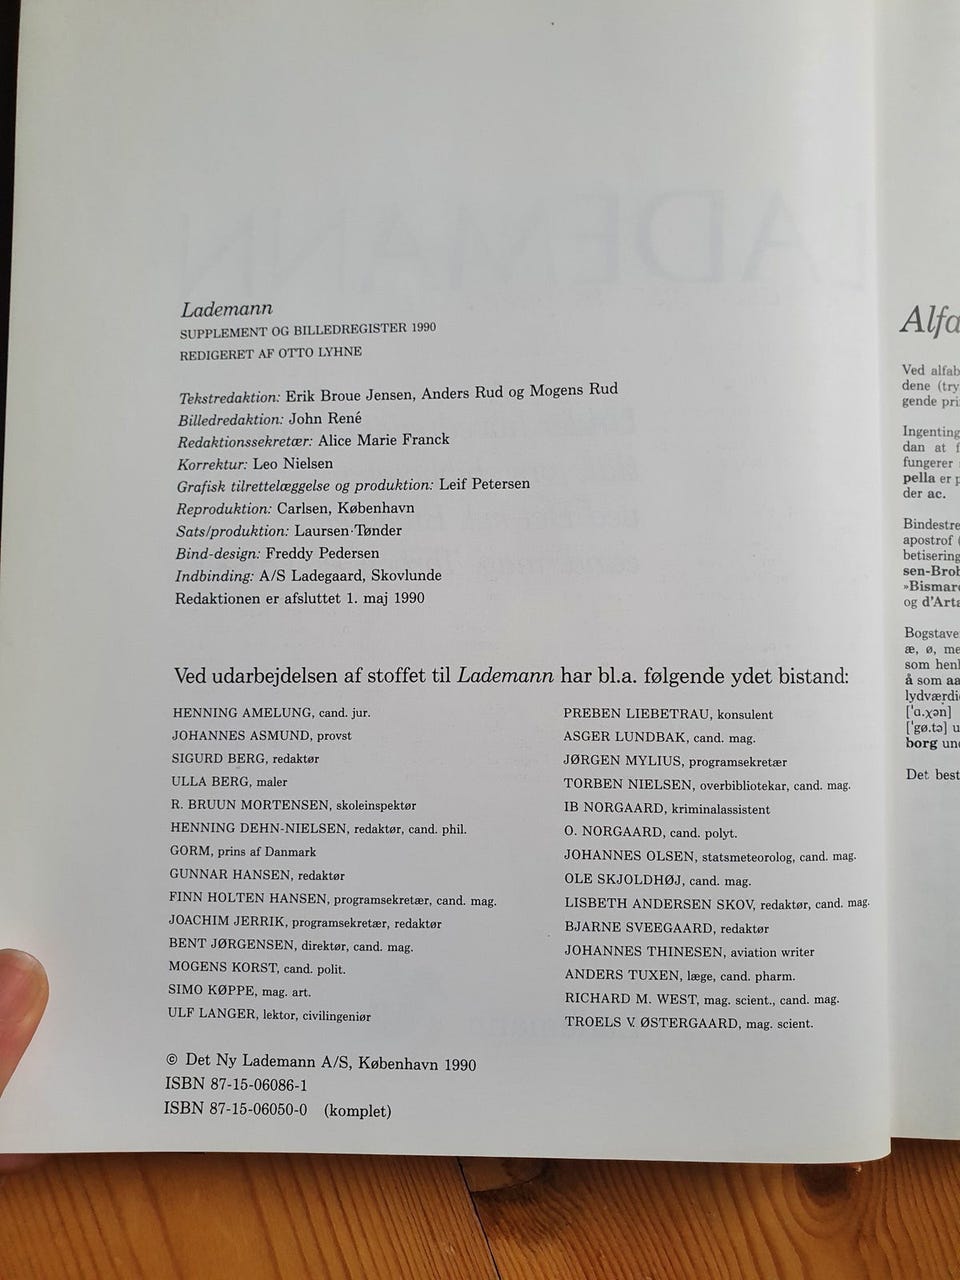 LADEMANN
Lademann
SUPPLEMENT OG BILLEDREGISTER 1990
REDIGERET AF OTTO LYHNE
Tekstredaktion: Erik Broue Jensen, Anders Rud og Mogens Rud
Billedredaktion: John René
Redaktionssekretær: Alice Marie Franck
Korrektur: Leo Nielsen
Grafisk tilrettelæggelse og produktion: Leif Petersen
Reproduktion: Carlsen, København
Sats/produktion: Laursen·Tønder
Bind-design: Freddy Pedersen
Indbinding: A/S Ladegaard, Skovlunde
Redaktionen er afsluttet 1. maj 1990
Ved udarbejdelsen af stoffet til Lademann har bl.a. følgende ydet bistand:
HENNING AMELUNG, cand. jur.
JOHANNES ASMUND, provst
SIGURD BERG, redaktør
ULLA BERG, maler
R. BRUUN MORTENSEN, skoleinspektør
HENNING DEHN-NIELSEN, redaktør, cand. phil.
GORM, prins af Danmark
GUNNAR HANSEN, redaktør
FINN HOLTEN HANSEN, programsekretær, cand. mag.
JOACHIM JERRIK, programsekretær, redaktør
BENT JØRGENSEN, direktør, cand. mag.
MOGENS KORST, cand. polit.
SIMO KØPPE, mag. art.
ULF LANGER, lektor, civilingeniør
PREBEN LIEBETRAU, konsulent
ASGER LUNDBAK, cand. mag.
JØRGEN MYLIUS, programsekretær
TORBEN NIELSEN, overbibliotekar, cand. mag.
IB NORGAARD, kriminalassistent
O. NORGAARD, cand. polyt.
JOHANNES OLSEN, statsmeteorolog, cand. mag.
OLE SKJOLDHØJ, cand. mag.
LISBETH ANDERSEN SKOV, redaktør, cand. mag.
BJARNE SVEEGAARD, redaktør
JOHANNES THINESEN, aviation writer
ANDERS TUXEN, læge, cand. pharm.
RICHARD M. WEST, mag. scient., cand. mag.
TROELS V. ØSTERGAARD, mag. scient.
© Det Ny Lademann A/S, København 1990
ISBN 87-15-06086-1
ISBN 87-15-06050-0 (komplet)
Alfa
Ved alfab
dene (try
gende pri
Ingenting
dan at f
fungerer
pella er p
der ac.
Bindestre
apostrof (
betisering
sen-Brob
»Bismarc
og d'Arta
Bogstave
æ, ø, me
som henl
å som aa
lydværdi
['ɑ.χən]
['gø.tə] u
borg und
Det best